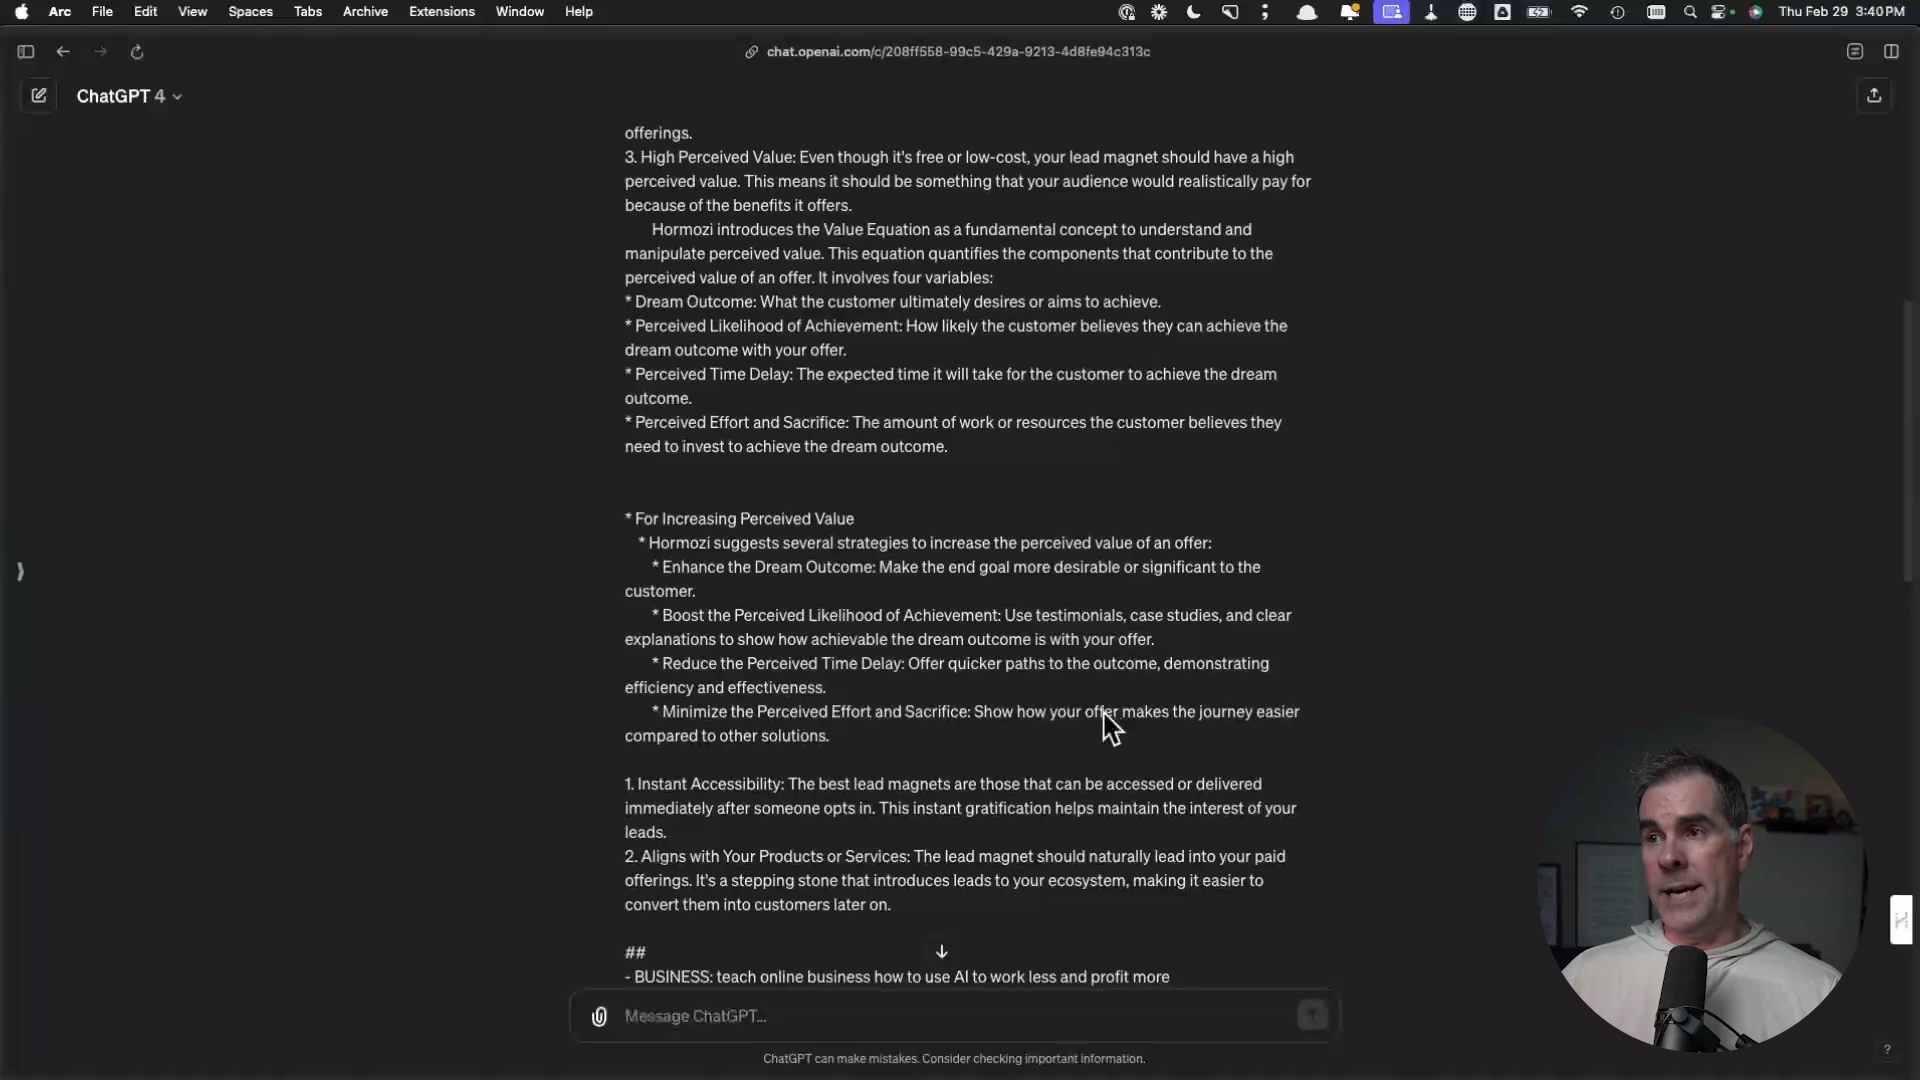 Arc File Edit View Spaces Tabs Archive Extensions Window Help Thu Feb 29 3:40 PM
chat.openai.com/c/208ff558-99c5-429a-9213-4d8fe94c313c
ChatGPT 4
offerings.
3. High Perceived Value: Even though it's free or low-cost, your lead magnet should have a high
perceived value. This means it should be something that your audience would realistically pay for
because of the benefits it offers.
Hormozi introduces the Value Equation as a fundamental concept to understand and
manipulate perceived value. This equation quantifies the components that contribute to the
perceived value of an offer. It involves four variables:
* Dream Outcome: What the customer ultimately desires or aims to achieve.
* Perceived Likelihood of Achievement: How likely the customer believes they can achieve the
dream outcome with your offer.
* Perceived Time Delay: The expected time it will take for the customer to achieve the dream
outcome.
* Perceived Effort and Sacrifice: The amount of work or resources the customer believes they
need to invest to achieve the dream outcome.
* For Increasing Perceived Value
* Hormozi suggests several strategies to increase the perceived value of an offer:
* Enhance the Dream Outcome: Make the end goal more desirable or significant to the
customer.
* Boost the Perceived Likelihood of Achievement: Use testimonials, case studies, and clear
explanations to show how achievable the dream outcome is with your offer.
* Reduce the Perceived Time Delay: Offer quicker paths to the outcome, demonstrating
efficiency and effectiveness.
* Minimize the Perceived Effort and Sacrifice: Show how your offer makes the journey easier
compared to other solutions.
1. Instant Accessibility: The best lead magnets are those that can be accessed or delivered
immediately after someone opts in. This instant gratification helps maintain the interest of your
leads.
2. Aligns with Your Products or Services: The lead magnet should naturally lead into your paid
offerings. It's a stepping stone that introduces leads to your ecosystem, making it easier to
convert them into customers later on.
##
- BUSINESS: teach online business how to use AI to work less and profit more
Message ChatGPT...
ChatGPT can make mistakes. Consider checking important information.
?